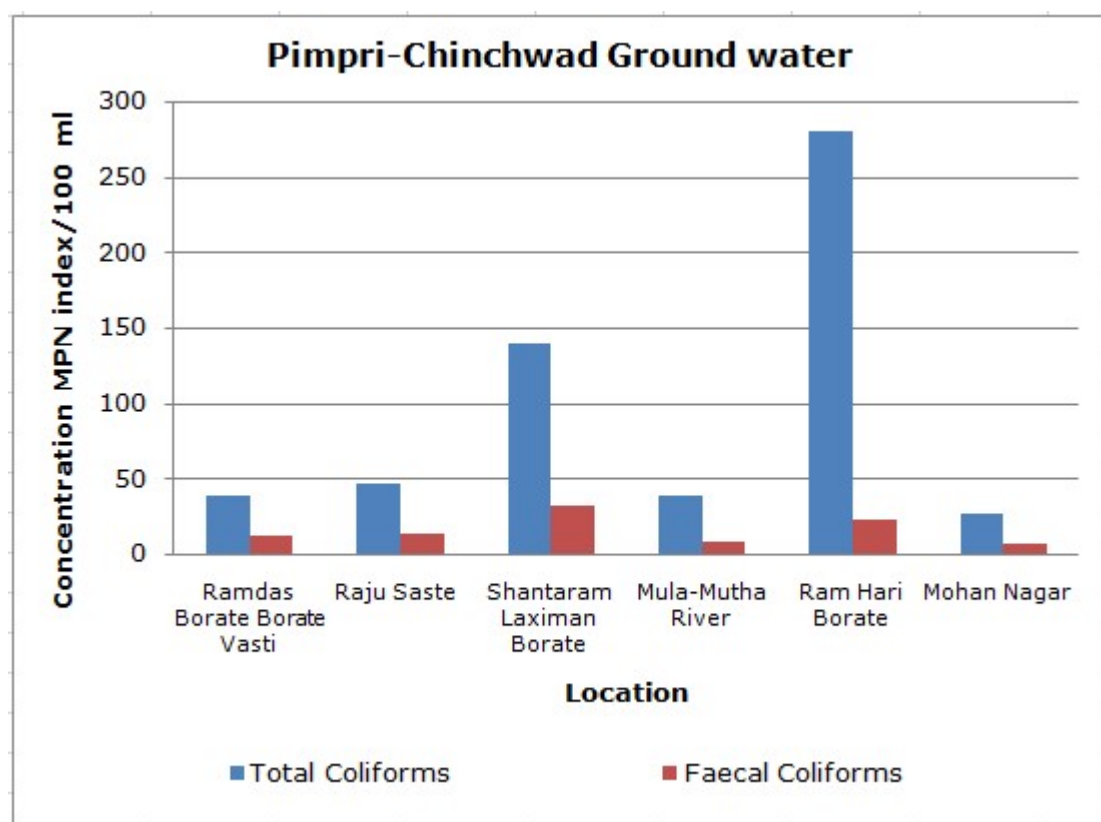 Pimpri-Chinchwad Ground water
Concentration MPN index/100 ml
300
250
200
150
100
50
0
Ramdas Borate Borate Vasti
Raju Saste
Shantaram Laximan Borate
Mula-Mutha River
Ram Hari Borate
Mohan Nagar
Location
Total Coliforms
Faecal Coliforms